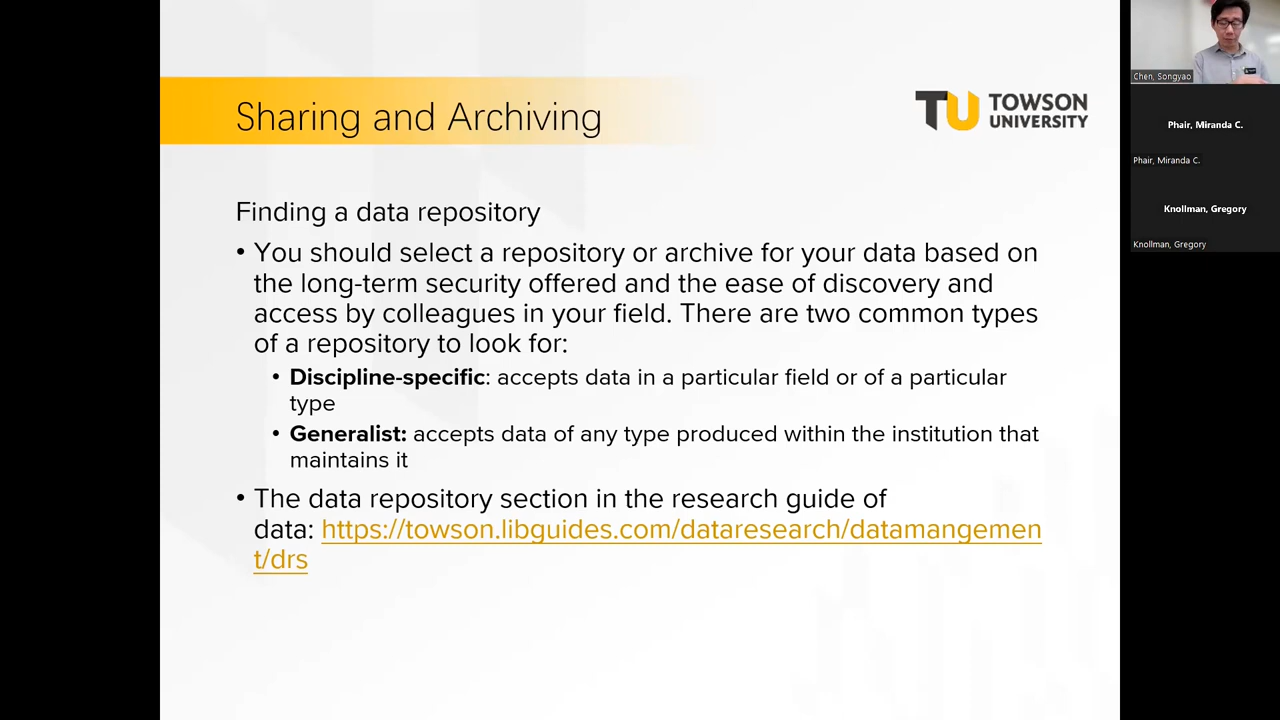 Sharing and Archiving
TOWSON
UNIVERSITY
Finding a data repository
• You should select a repository or archive for your data based on
the long-term security offered and the ease of discovery and
access by colleagues in your field. There are two common types
of a repository to look for:
• Discipline-specific: accepts data in a particular field or of a particular
type
• Generalist: accepts data of any type produced within the institution that
maintains it
• The data repository section in the research guide of
data: https://towson.libguides.com/dataresearch/datamangemen
t/drs
Chen, Songyao
Phair, Miranda C.
Phair, Miranda C.
Knollman, Gregory
Knollman, Gregory